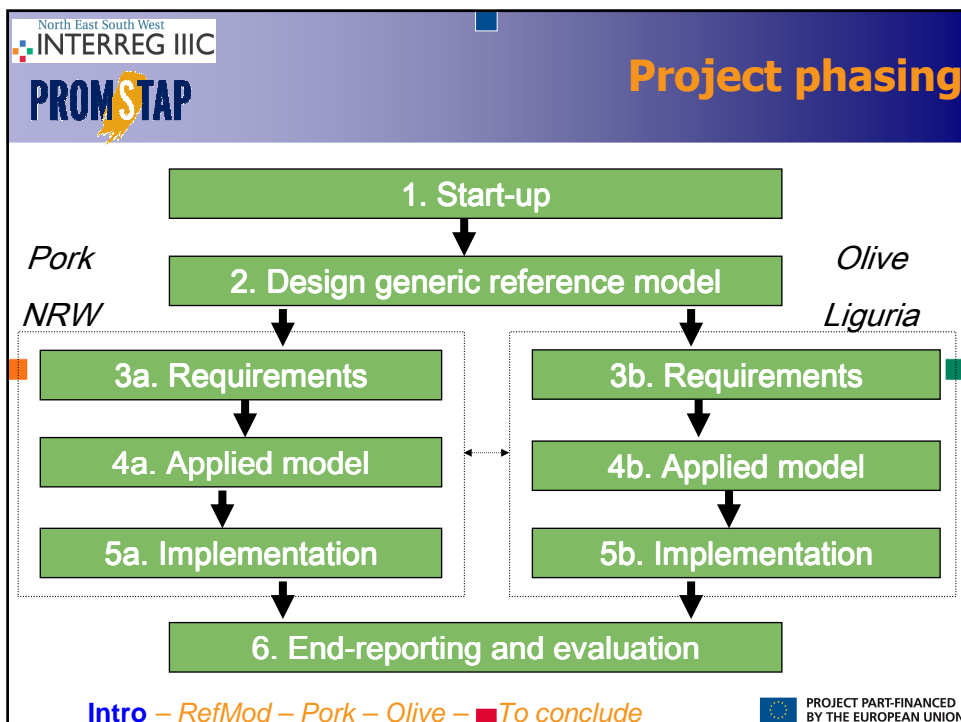 North East South West
INTERREG IIIC
PROMSTAP
Project phasing
1. Start-up
Pork
NRW
Olive
Liguria
2. Design generic reference model
3a. Requirements
3b. Requirements
4a. Applied model
4b. Applied model
5a. Implementation
5b. Implementation
6. End-reporting and evaluation
Intro – RefMod – Pork – Olive – To conclude
PROJECT PART-FINANCED
BY THE EUROPEAN UNION